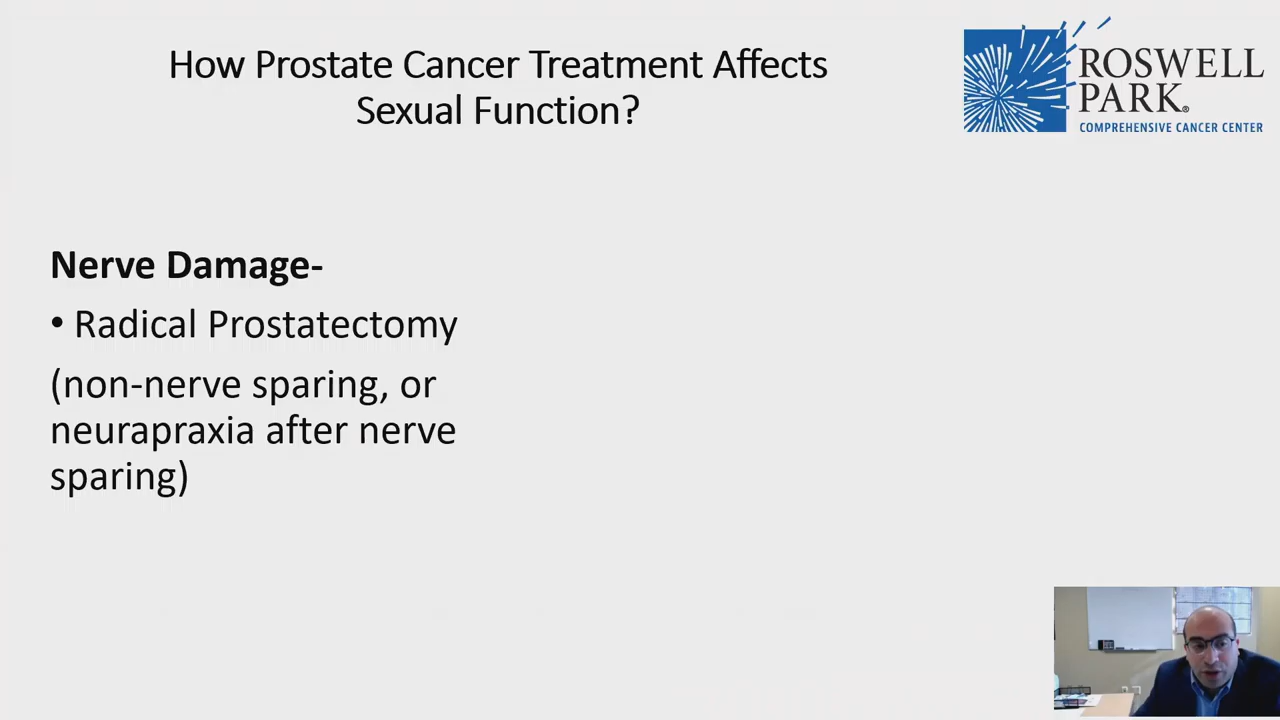 How Prostate Cancer Treatment Affects
Sexual Function?
ROSWELL
PARK®
COMPREHENSIVE CANCER CENTER
Nerve Damage-
• Radical Prostatectomy
(non-nerve sparing, or
neurapraxia after nerve
sparing)